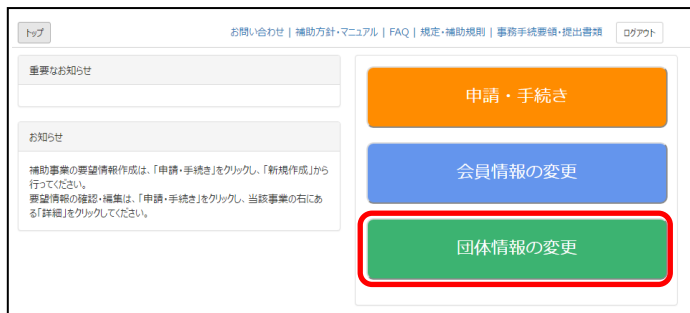 トップ
お問い合わせ | 補助方針・マニュアル | FAQ | 規定・補助規則 | 事務手続要領・提出書類
ログアウト
重要なお知らせ
お知らせ
補助事業の要望情報作成は、「申請・手続き」をクリックし、「新規作成」から
行ってください。
要望情報の確認・編集は、「申請・手続き」をクリックし、当該事業の右にあ
る「詳細」をクリックしてください。
申請・手続き
会員情報の変更
団体情報の変更